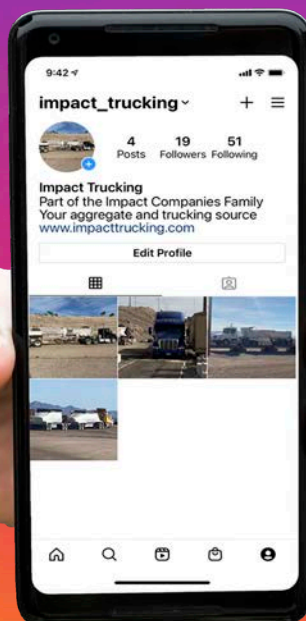 9:42
impact_trucking
4 19 51
Posts Followers Following
Impact Trucking
Part of the Impact Companies Family
Your aggregate and trucking source
www.impacttrucking.com
Edit Profile